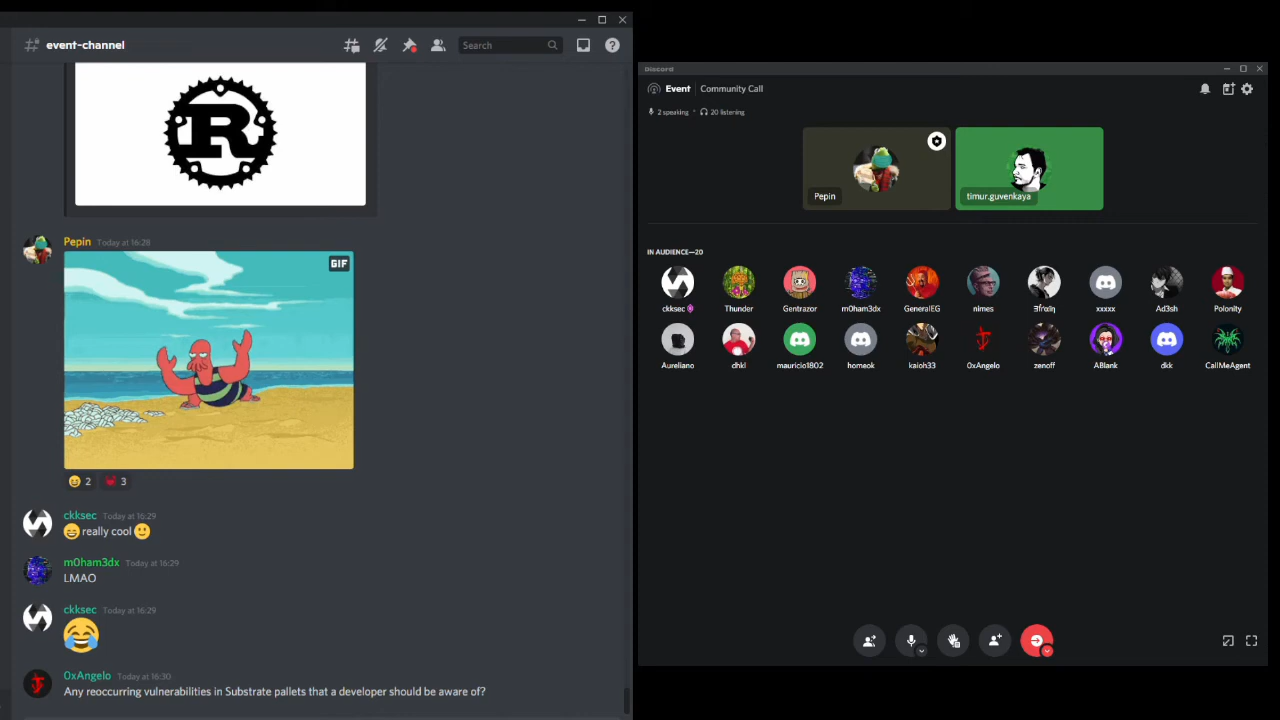 event-channel
Search
R
Pepin Today at 16:28
GIF
2 3
ckksec Today at 16:29
😄 really cool 🙂
m0ham3dx Today at 16:29
LMAO
ckksec Today at 16:29
😂
0xAngelo Today at 16:30
Any reoccurring vulnerabilities in Substrate pallets that a developer should be aware of?
Discord
Event Community Call
2 speaking • 20 listening
Pepin
timur.guvenkaya
IN AUDIENCE—20
ckksec Thunder Gentrazor m0ham3dx GeneralEG nimes xxxxx Ad3sh Polonity
Aureliano dhkl mauricio1802 homeok kaioh33 0xAngelo zenoff ABlank dkk CallMeAgent